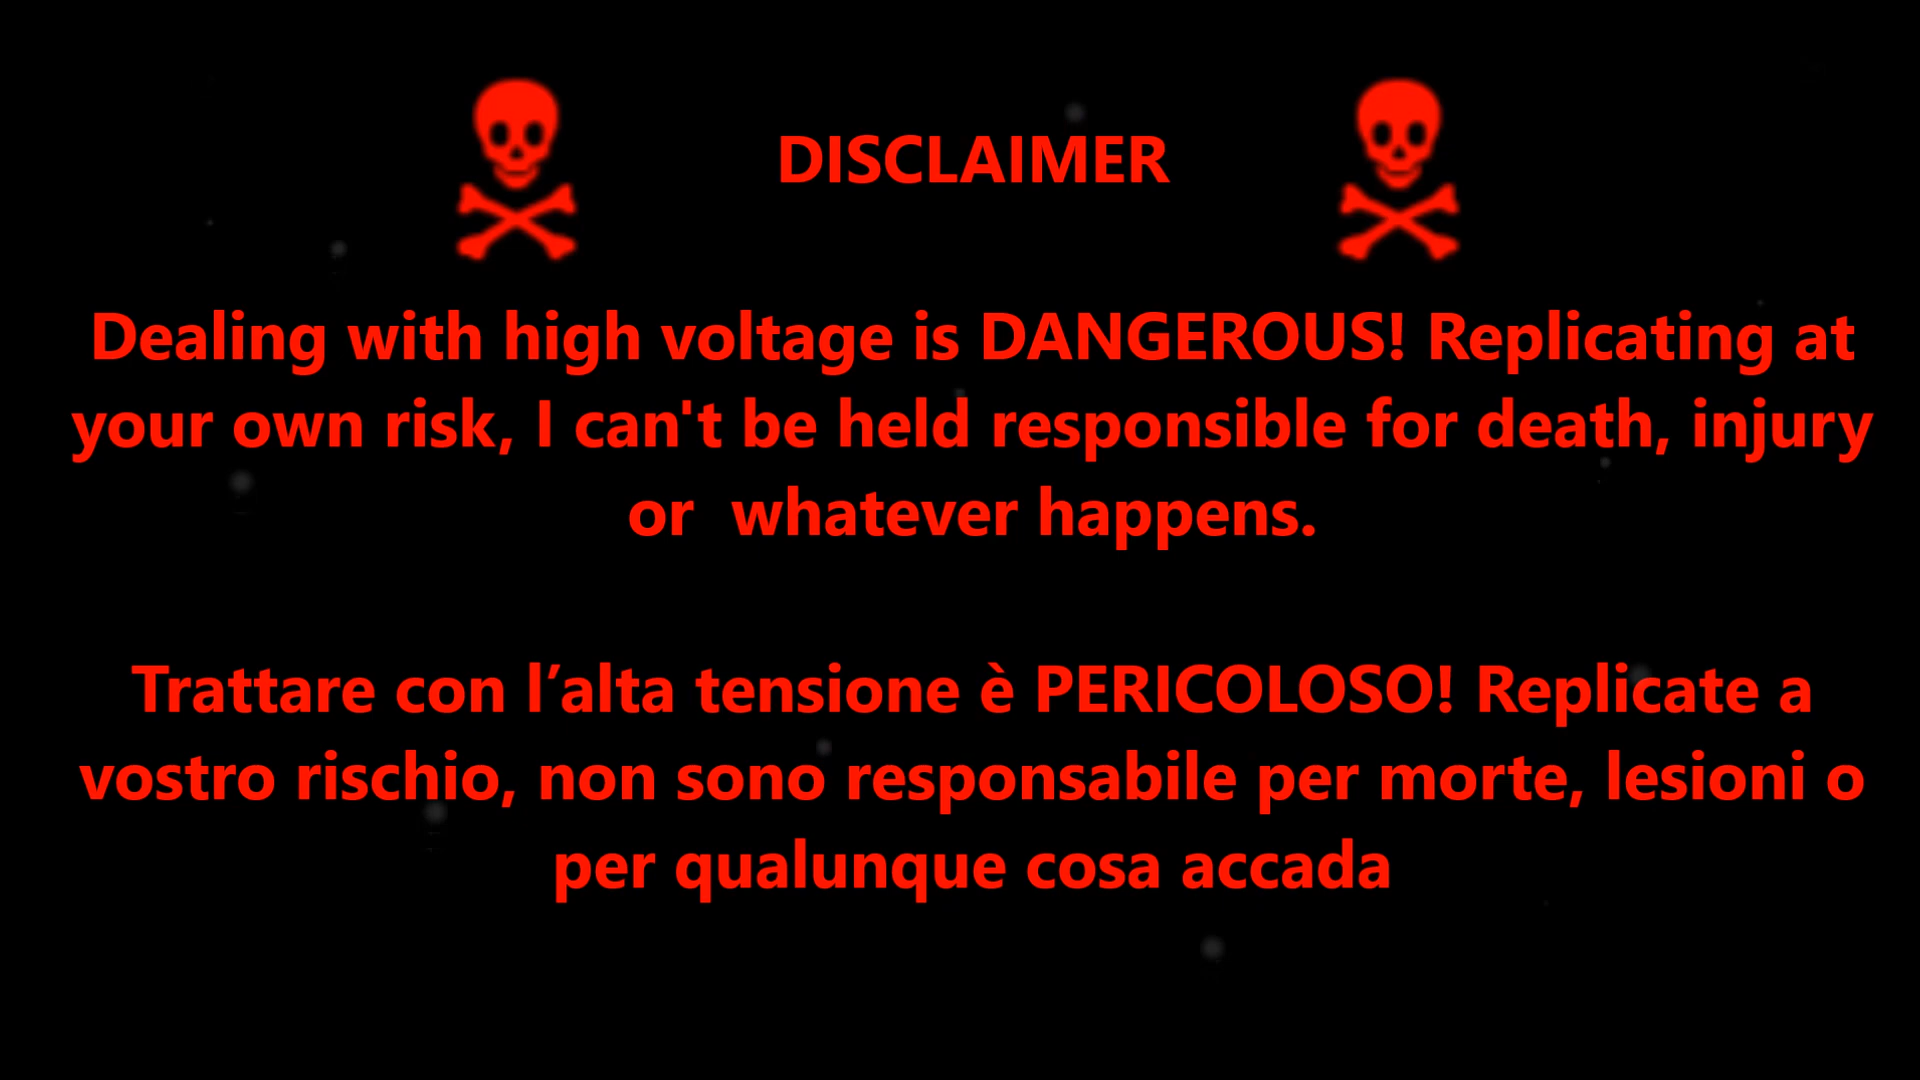 DISCLAIMER
Dealing with high voltage is DANGEROUS! Replicating at
your own risk, I can't be held responsible for death, injury
or  whatever happens.
Trattare con l’alta tensione è PERICOLOSO! Replicate a
vostro rischio, non sono responsabile per morte, lesioni o
per qualunque cosa accada